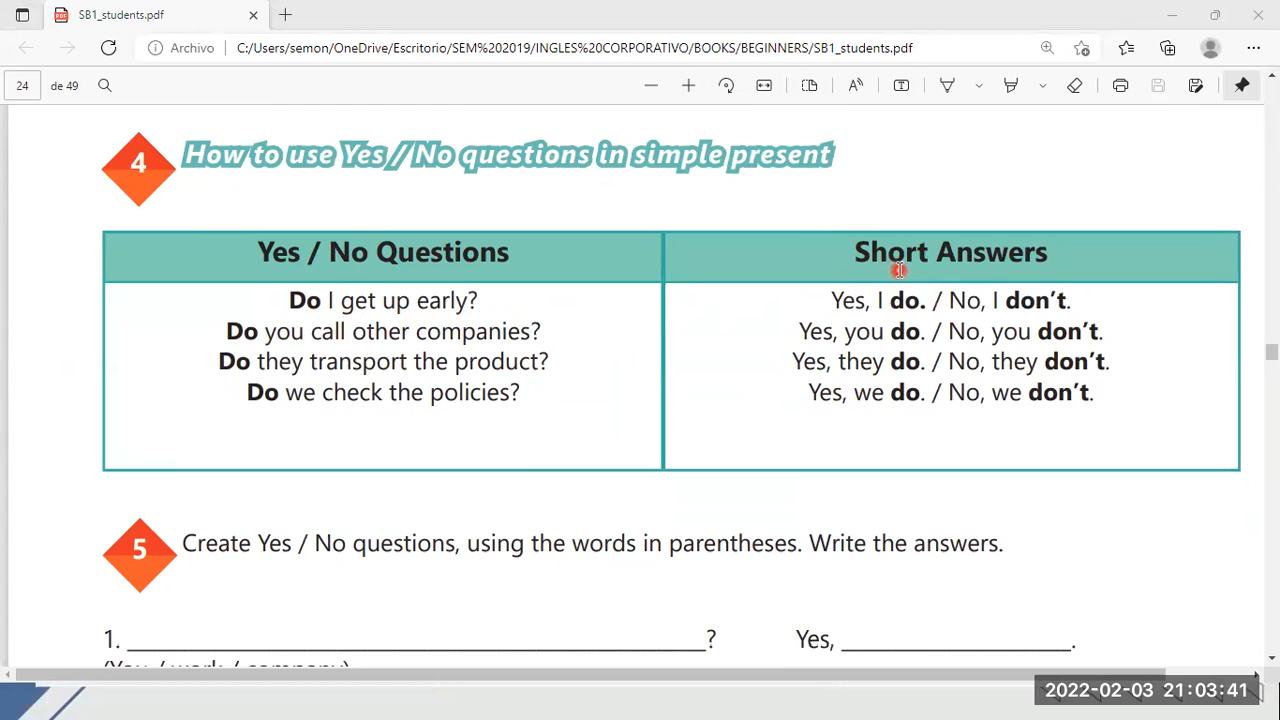 SB1_students.pdf
Archivo C:/Users/semon/OneDrive/Escritorio/SEM%202019/INGLES%20CORPORATIVO/BOOKS/BEGINNERS/SB1_students.pdf
24 de 49
4 How to use Yes / No questions in simple present
Yes / No Questions
Do I get up early?
Do you call other companies?
Do they transport the product?
Do we check the policies?
Short Answers
Yes, I do. / No, I don't.
Yes, you do. / No, you don't.
Yes, they do. / No, they don't.
Yes, we do. / No, we don't.
5 Create Yes / No questions, using the words in parentheses. Write the answers.
1. ______________________________________________? Yes, ___________________.
(You / work / company)
2022-02-03 21:03:41